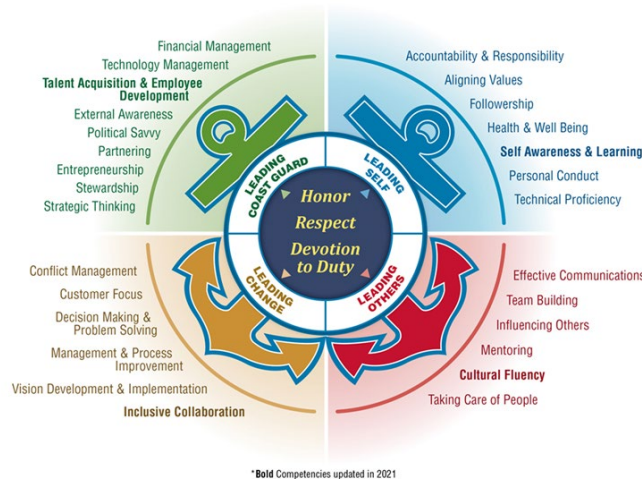 Financial Management
Technology Management
Talent Acquisition & Employee
Development
External Awareness
Political Savvy
Partnering
Entrepreneurship
Stewardship
Strategic Thinking
Accountability & Responsibility
Aligning Values
Followership
Health & Well Being
Self Awareness & Learning
Personal Conduct
Technical Proficiency
LEADING
COAST GUARD
LEADING
SELF
Honor
Respect
Devotion
to Duty
LEADING
CHANGE
LEADING
OTHERS
Conflict Management
Customer Focus
Decision Making &
Problem Solving
Management & Process
Improvement
Vision Development & Implementation
Inclusive Collaboration
Effective Communications
Team Building
Influencing Others
Mentoring
Cultural Fluency
Taking Care of People
*Bold Competencies updated in 2021